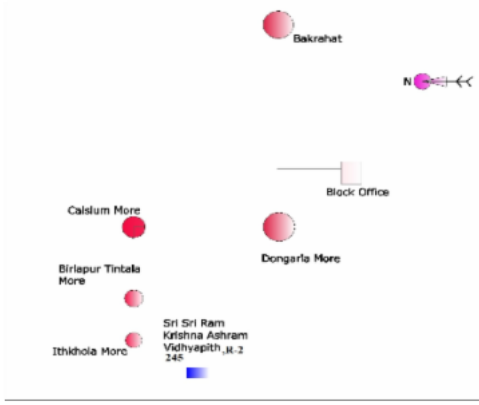 Bakrahat
N
Block Office
Calsium More
Dongaria More
Birlapur Tintala
More
Sri Sri Ram
Krishna Ashram
Vidhyapith ,R-2
245
Ithkhola More